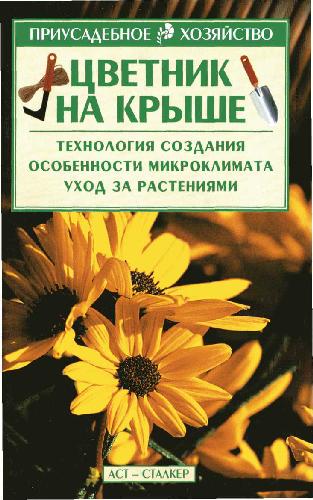 ПРИУСАДЕБНОЕ ХОЗЯЙСТВО
ЦВЕТНИК
НА КРЫШЕ
ТЕХНОЛОГИЯ СОЗДАНИЯ
ОСОБЕННОСТИ МИКРОКЛИМАТА
УХОД ЗА РАСТЕНИЯМИ
АСТ – СТАЛКЕР